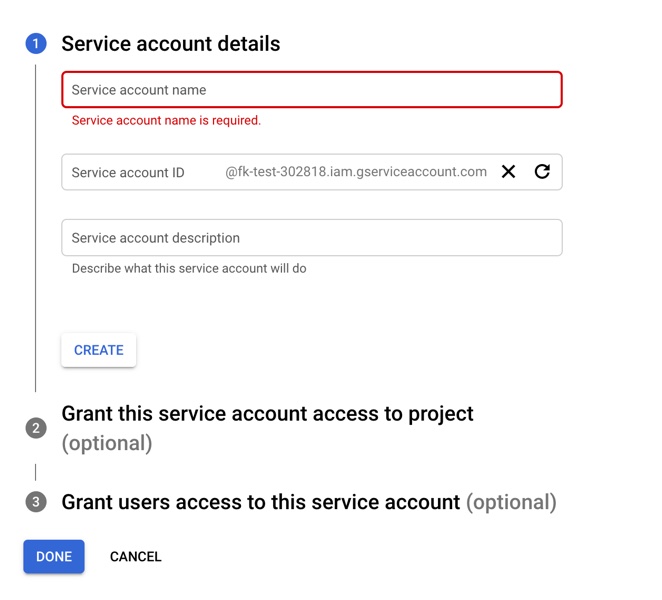 1 Service account details
Service account name
Service account name is required.
Service account ID @fk-test-302818.iam.gserviceaccount.com
Service account description
Describe what this service account will do
CREATE
2 Grant this service account access to project
(optional)
3 Grant users access to this service account (optional)
DONE CANCEL